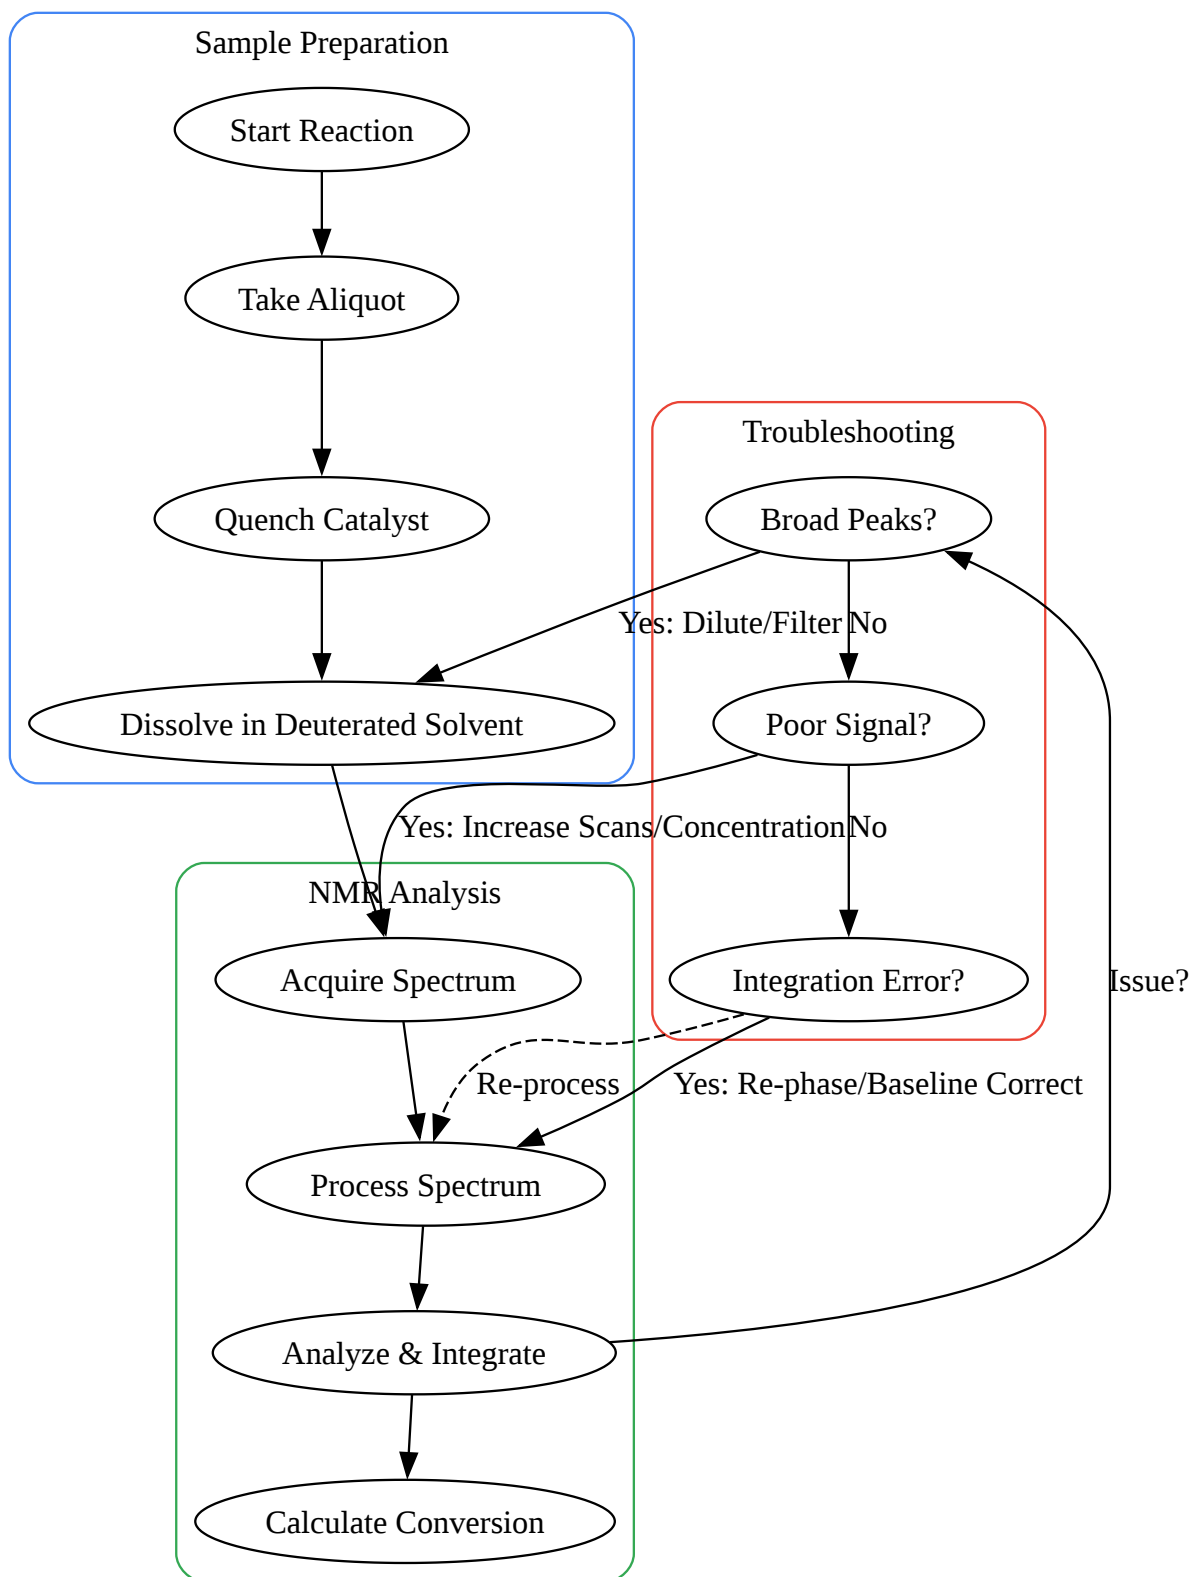 Sample Preparation
Start Reaction
Take Aliquot
Troubleshooting
Quench Catalyst
Broad Peaks?
Yes: Dilute/Filter
No
Dissolve in Deuterated Solvent
Poor Signal?
Yes: Increase Scans/Concentration
No
NMR Analysis
Acquire Spectrum
Integration Error?
Issue?
Re-process
Yes: Re-phase/Baseline Correct
Process Spectrum
Analyze & Integrate
Calculate Conversion